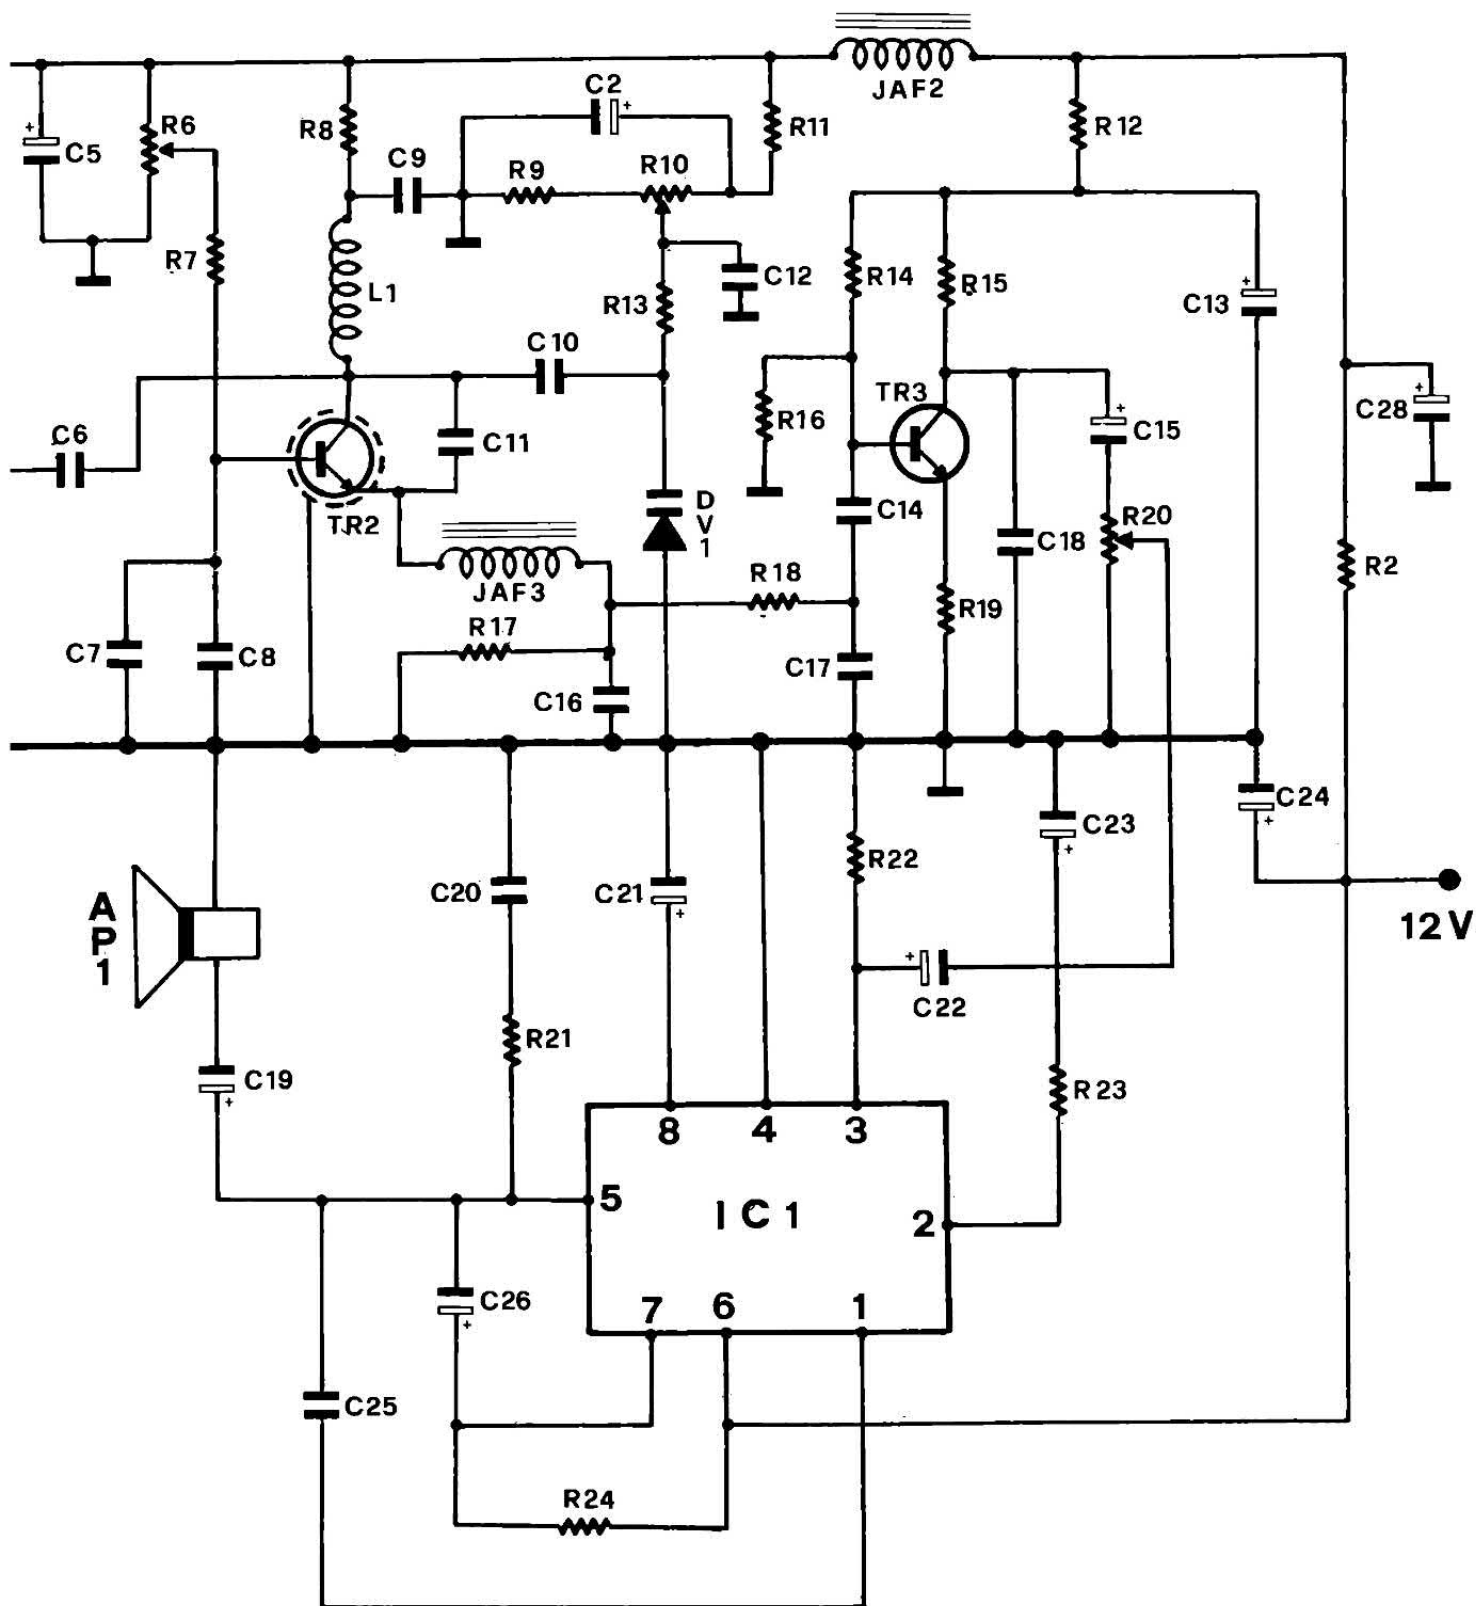 JAF2
C2
+
R6
R8
R11
R12
+
C5
C9
R9
R10
R7
L1
R13
C12
R14
R15
+
C13
C10
TR3
+
C28
C6
C11
R16
+
C15
TR2
D
V
1
C14
C18
R20
JAF3
R18
R2
R17
R19
C7
C8
C16
C17
C24
+
C23
+
R22
A
P
1
C20
C21
+
12V
+
C22
R21
C19
+
R23
8
4
3
5
IC1
2
C26
+
7
6
1
C25
R24